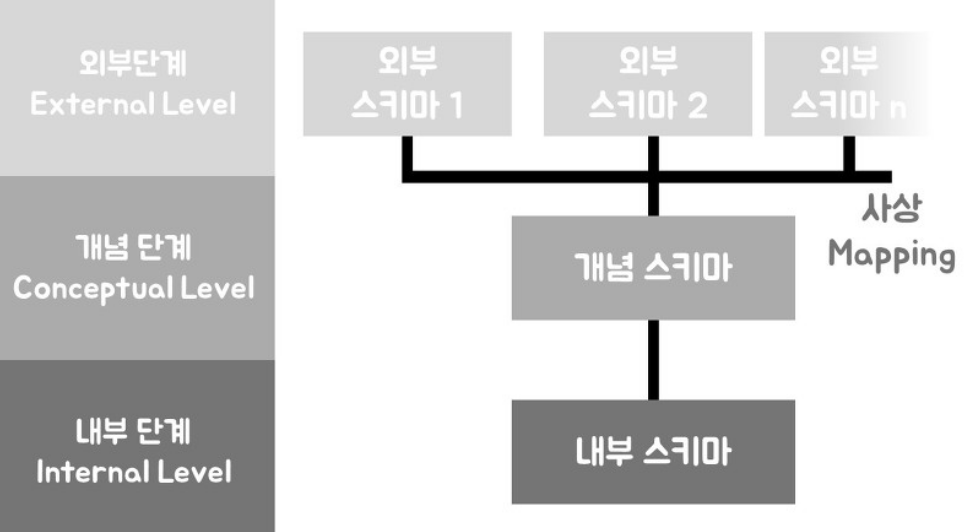 외부단계
External Level
외부
스키마 1
외부
스키마 2
외부
스키마 n
사상
Mapping
개념 단계
Conceptual Level
개념 스키마
내부 단계
Internal Level
내부 스키마